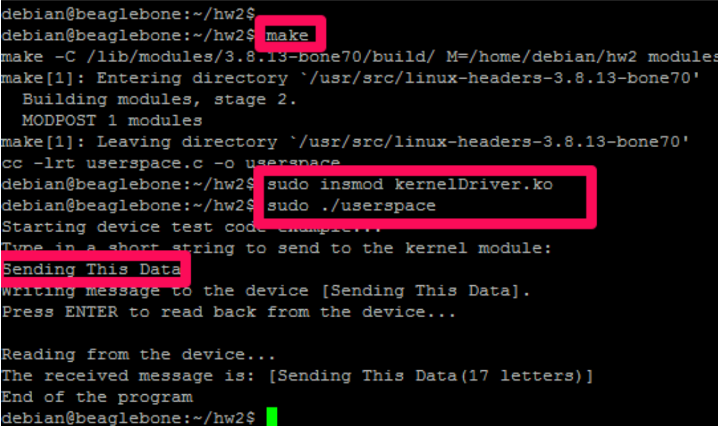 debian@beaglebone:~/hw2$
debian@beaglebone:~/hw2$ make
make -C /lib/modules/3.8.13-bone70/build/ M=/home/debian/hw2 modules
make[1]: Entering directory `/usr/src/linux-headers-3.8.13-bone70'
  Building modules, stage 2.
  MODPOST 1 modules
make[1]: Leaving directory `/usr/src/linux-headers-3.8.13-bone70'
cc -lrt userspace.c -o userspace
debian@beaglebone:~/hw2$ sudo insmod kernelDriver.ko
debian@beaglebone:~/hw2$ sudo ./userspace
Starting device test code example...
Type in a short string to send to the kernel module:
Sending This Data
Writing message to the device [Sending This Data].
Press ENTER to read back from the device...
Reading from the device...
The received message is: [Sending This Data(17 letters)]
End of the program
debian@beaglebone:~/hw2$